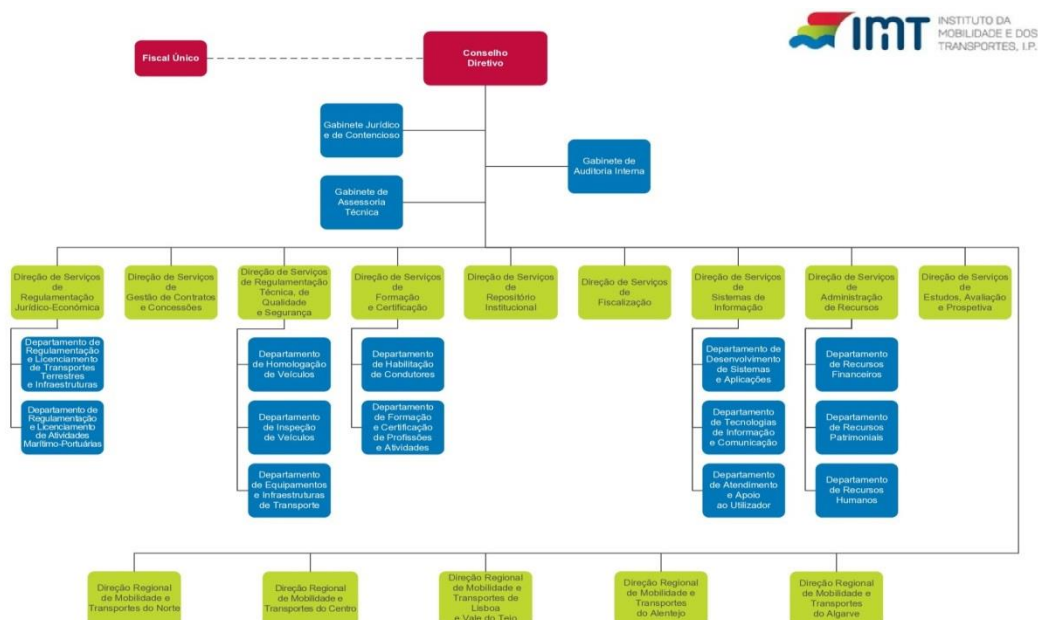 IMT
INSTITUTO DA
MOBILIDADE E DOS
TRANSPORTES, I.P.
Fiscal Único
Conselho
Diretivo
Gabinete Jurídico
e de Contencioso
Gabinete de
Auditoria Interna
Gabinete de
Assessoria
Técnica
Direção de Serviços
de
Regulamentação
Jurídico-Económica
Direção de Serviços
de
Gestão de Contratos
e Concessões
Direção de Serviços
de Regulamentação
Técnica, de
Qualidade
e Segurança
Direção de Serviços
de
Formação
e Certificação
Direção de Serviços
de
Repositório
Institucional
Direção de Serviços
de
Fiscalização
Direção de Serviços
de
Sistemas de
Informação
Direção de Serviços
de
Administração
de Recursos
Direção de Serviços
de
Estudos, Avaliação
e Prospetiva
Departamento de
Regulamentação
e Licenciamento
de Transportes
Terrestres
e Infraestruturas
Departamento de
Regulamentação
e Licenciamento
de Atividades
Marítimo-Portuárias
Departamento
de Homologação
de Veículos
Departamento
de Inspeção
de Veículos
Departamento
de Equipamentos
e Infraestruturas
de Transporte
Departamento
de Habilitação
de Condutores
Departamento
de Formação
e Certificação
de Profissões
e Atividades
Departamento de
Desenvolvimento
de Sistemas
e Aplicações
Departamento
de Tecnologias
de Informação
e Comunicação
Departamento
de Atendimento
e Apoio
ao Utilizador
Departamento
de Recursos
Financeiros
Departamento
de Recursos
Patrimoniais
Departamento
de Recursos
Humanos
Direção Regional
de Mobilidade e
Transportes do Norte
Direção Regional
de Mobilidade e
Transportes do Centro
Direção Regional
de Mobilidade e
Transportes de
Lisboa
e Vale do Tejo
Direção Regional
de Mobilidade e
Transportes
do Alentejo
Direção Regional
de Mobilidade e
Transportes
do Algarve